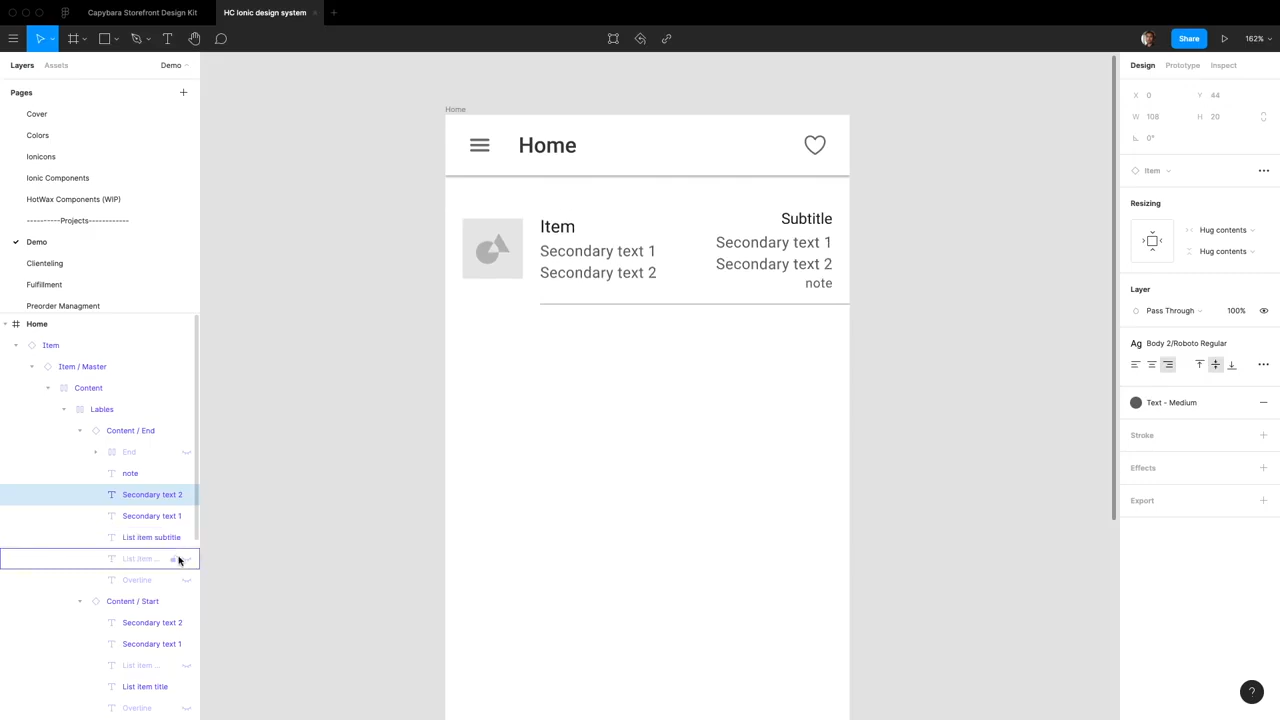 Capybara Storefront Design Kit
HC Ionic design system
Share
162%
Layers
Assets
Demo
Pages
Cover
Colors
Ionicons
Ionic Components
HotWax Components (WIP)
----------Projects------------
Demo
Clienteling
Fulfillment
Preorder Managment
Home
Item
Item / Master
Content
Lables
Content / End
End
note
Secondary text 2
Secondary text 1
List item subtitle
List item ...
Overline
Content / Start
Secondary text 2
Secondary text 1
List item ...
List item title
Overline
Home
Home
Item
Secondary text 1
Secondary text 2
Subtitle
Secondary text 1
Secondary text 2
note
Design
Prototype
Inspect
X 0
Y 44
W 108
H 20
0°
Item
Resizing
Hug contents
Hug contents
Layer
Pass Through
100%
Ag Body 2/Roboto Regular
Text - Medium
Stroke
Effects
Export
?